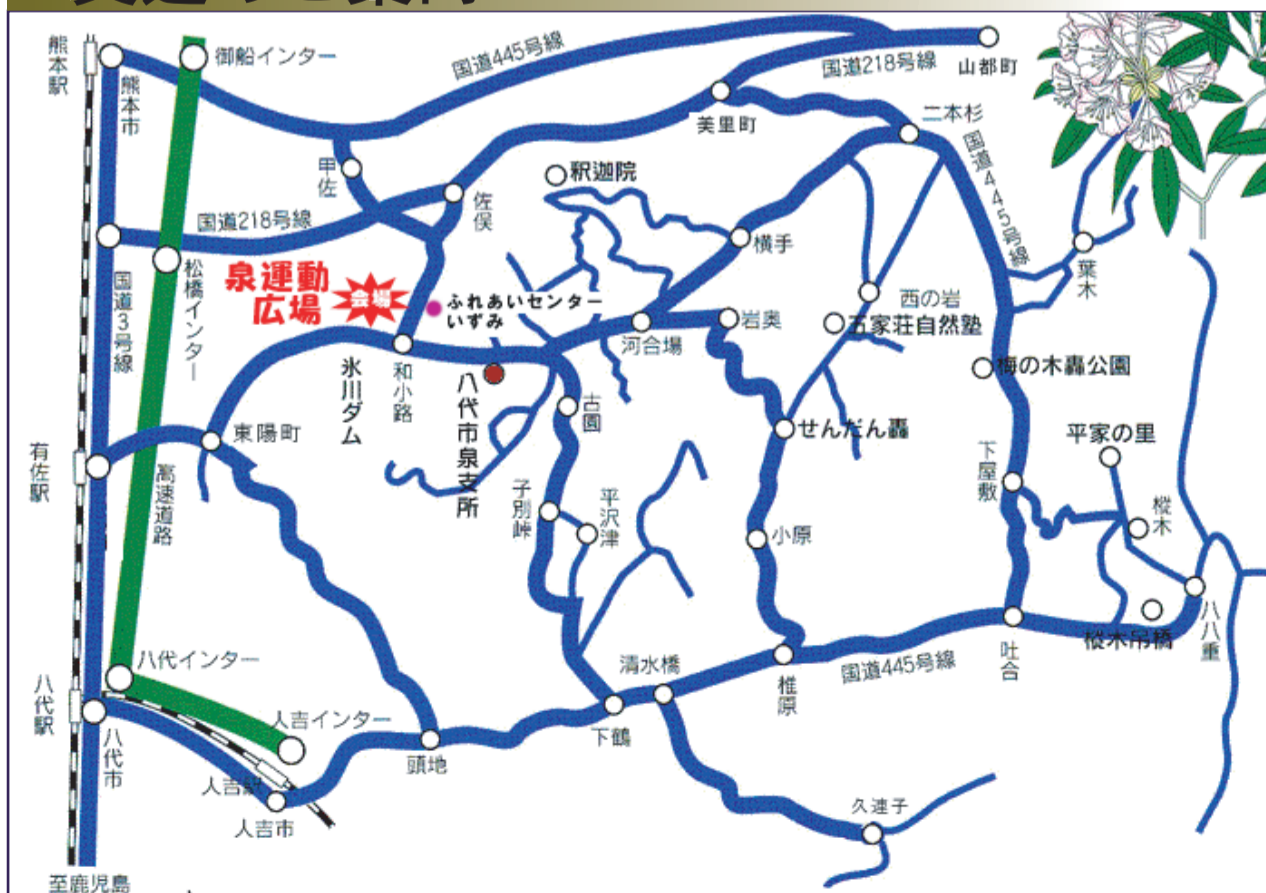 交通のご案内
熊本駅
御船インター
国道445号線
国道218号線
山都町
熊本市
美里町
二本杉
甲佐
釈迦院
佐俣
国道445号線
国道218号線
横手
葉木
松橋インター
泉運動
広場
会場
ふれあいセンター
いずみ
国道3号線
西の岩
五家荘自然塾
岩奥
河合場
氷川ダム
和小路
八代市泉支所
梅の木轟公園
古園
せんだん轟
東陽町
平家の里
有佐駅
高速道路
下屋敷
子別峠
平沢津
樅木
小原
八八重
樅木吊橋
吐合
八代インター
清水橋
国道445号線
椎原
八代駅
八代市
人吉インター
下鶴
頭地
人吉駅
人吉市
久連子
至鹿児島